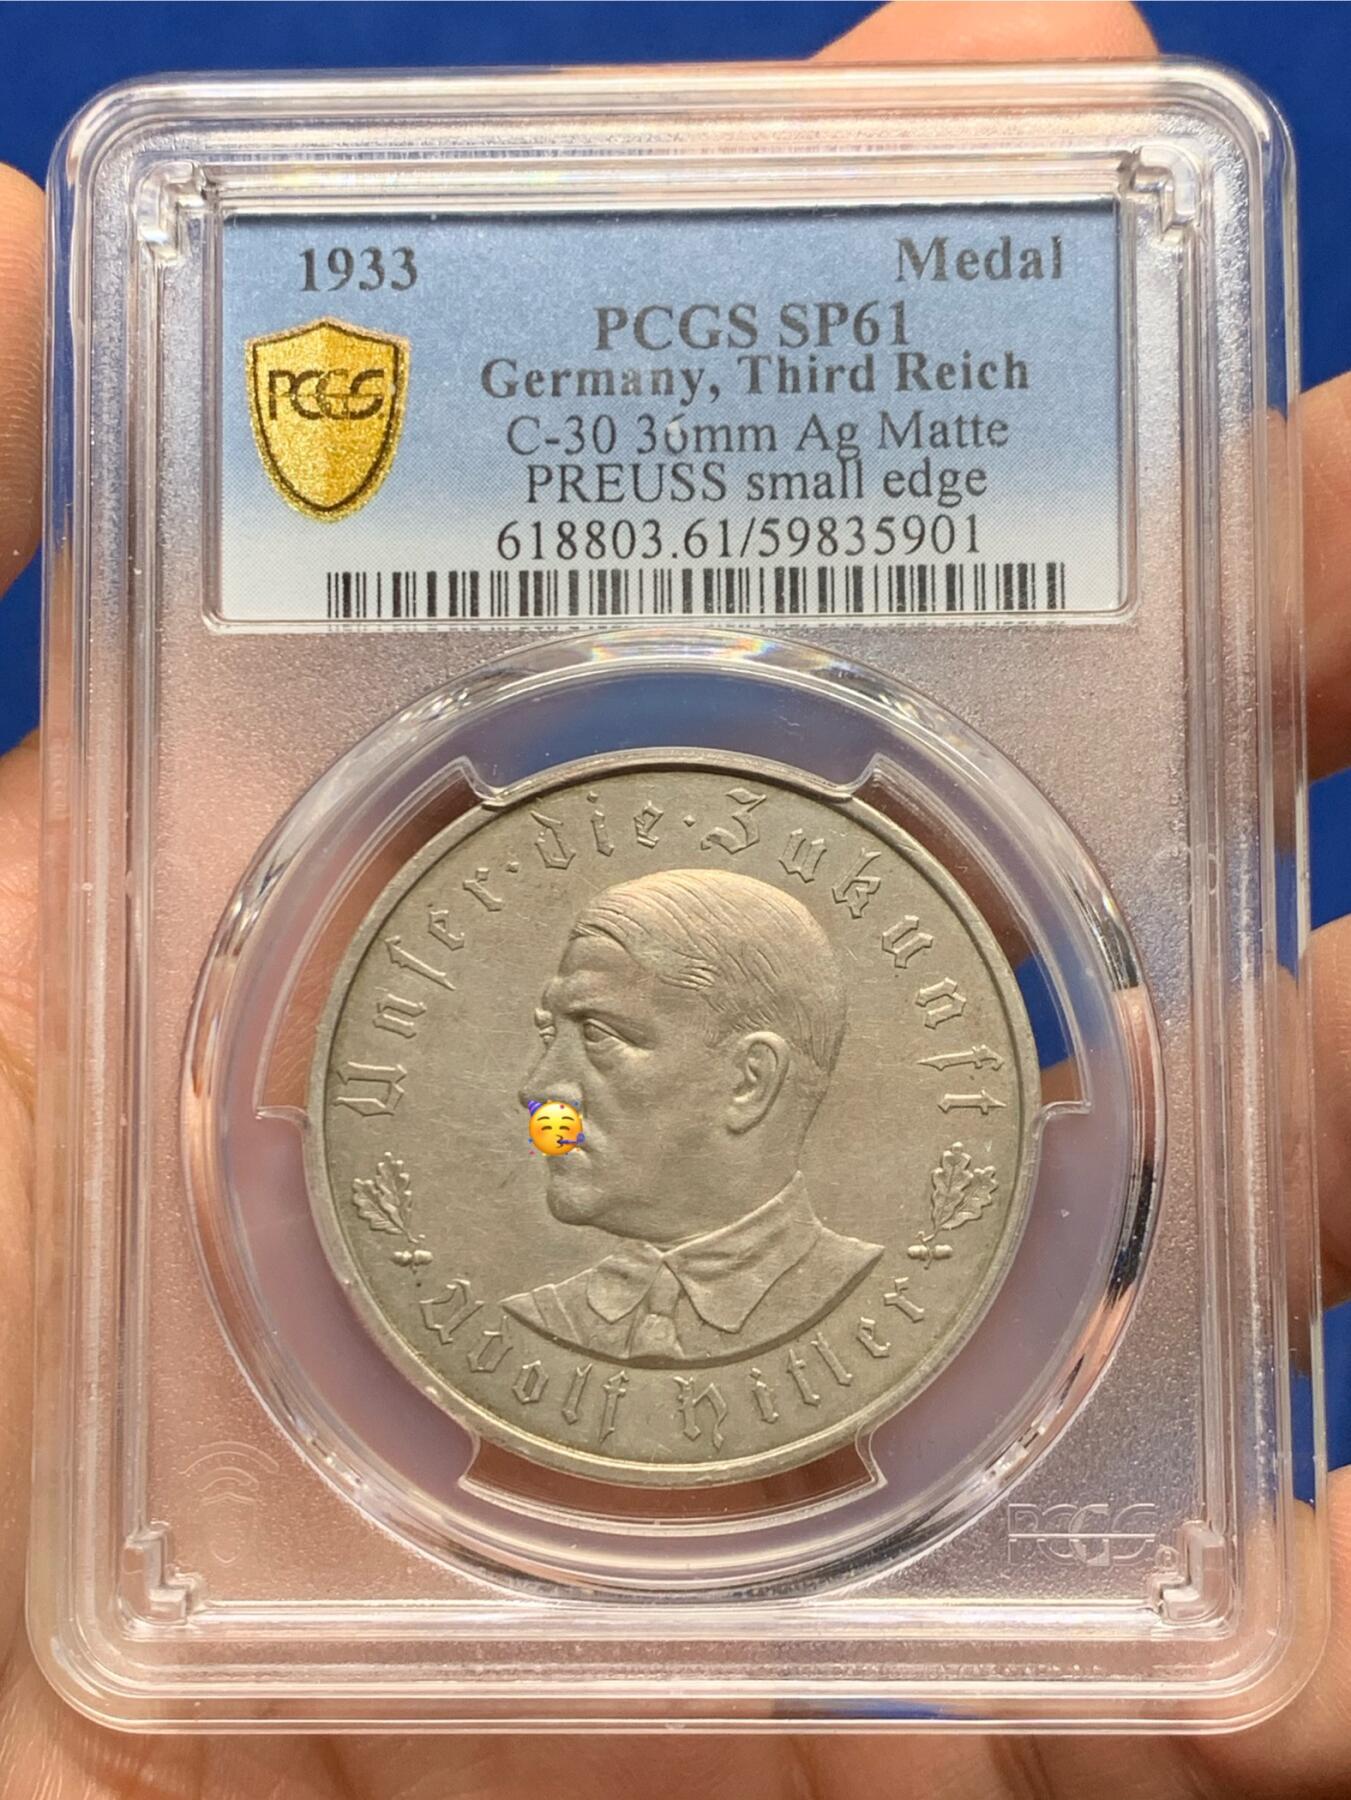 1933
Medal
PCGS
PCGS SP61
Germany, Third Reich
C-30 36mm Ag Matte
PREUSS small edge
618803.61/59835901
Unser · die · Zukunft
Adolf Hitler
PCGS